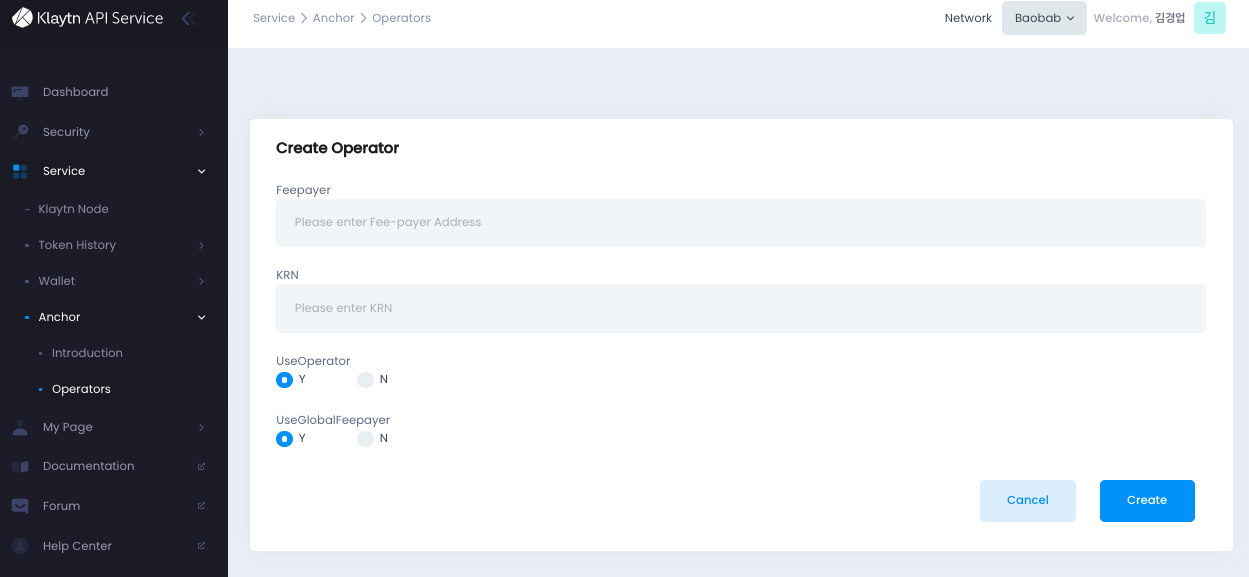 Klaytn API Service
Service > Anchor > Operators
Network
Baobab
Welcome, 김경업
김
Dashboard
Security
Service
Klaytn Node
Token History
Wallet
Anchor
Introduction
Operators
My Page
Documentation
Forum
Help Center
Create Operator
Feepayer
Please enter Fee-payer Address
KRN
Please enter KRN
UseOperator
Y N
UseGlobalFeepayer
Y N
Cancel Create